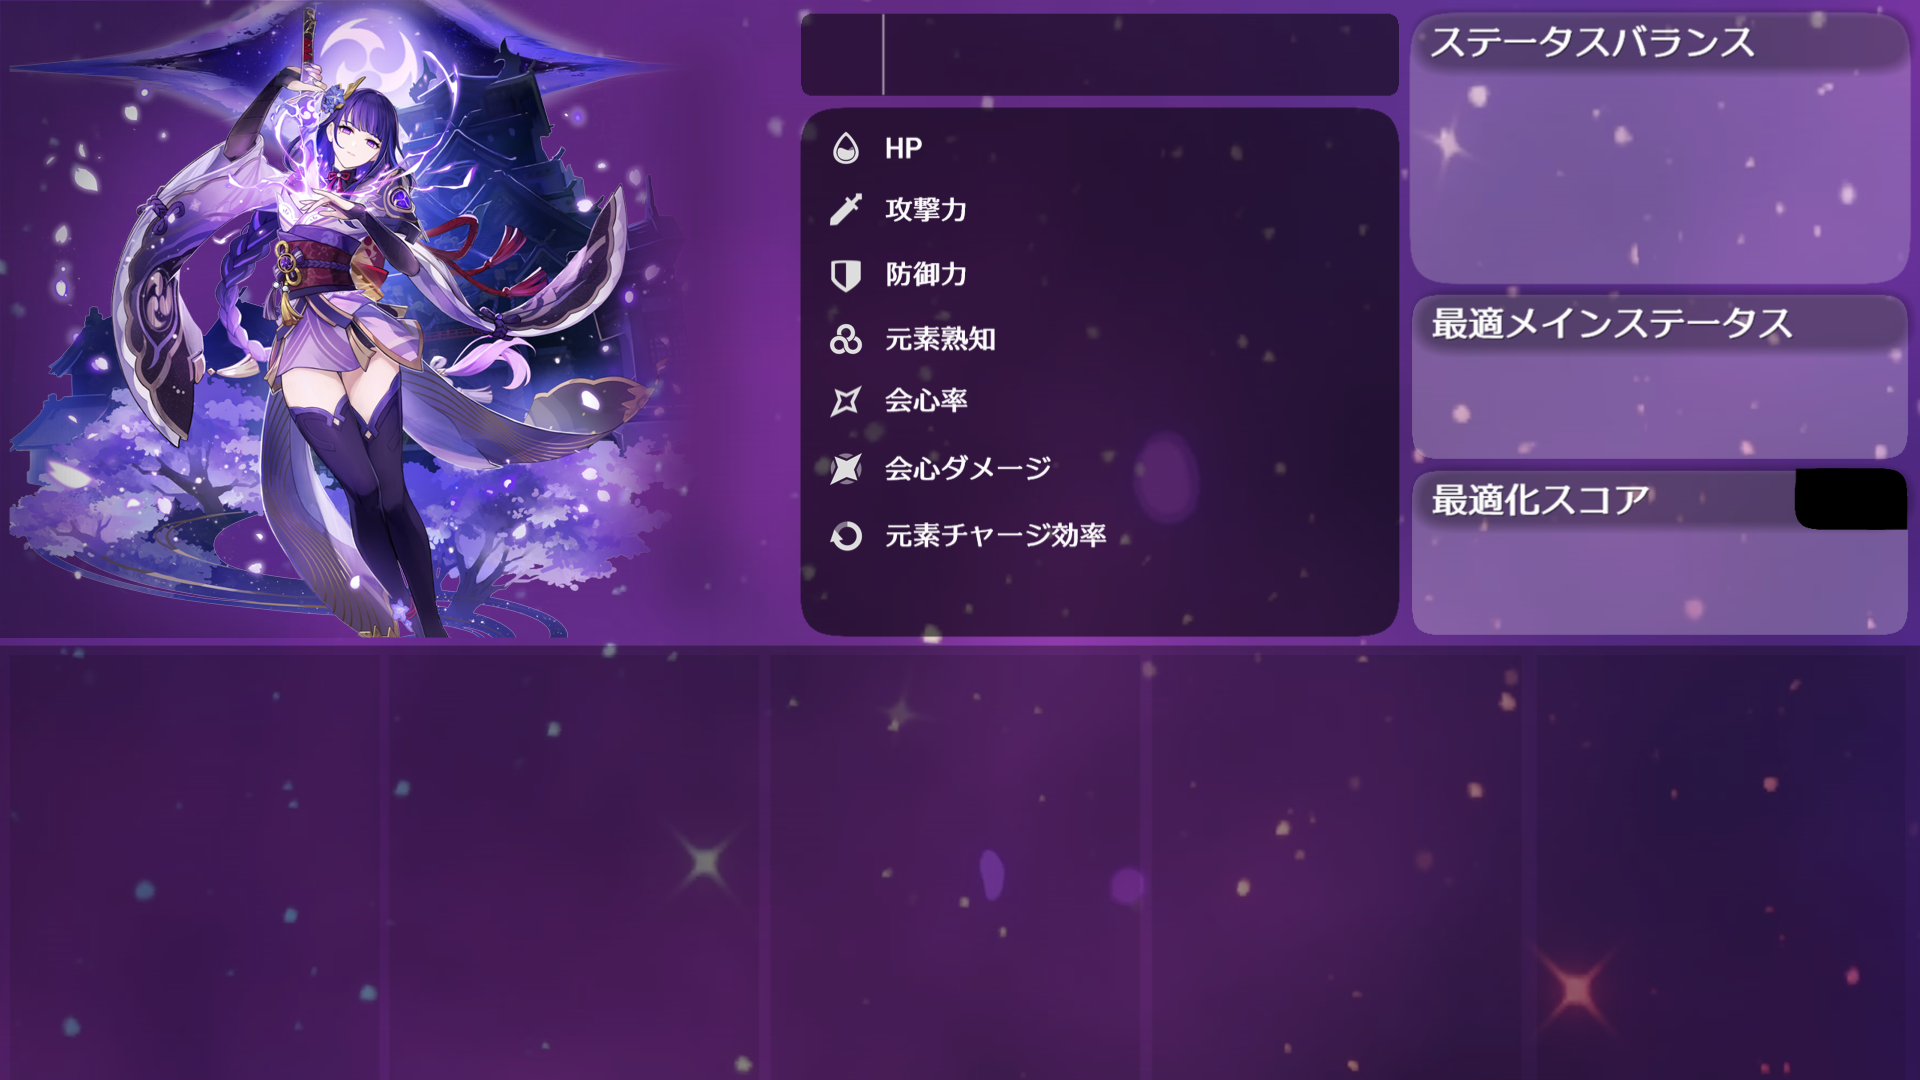 HP
攻撃力
防御力
元素熟知
会心率
会心ダメージ
元素チャージ効率
ステータスバランス
最適メインステータス
最適化スコア